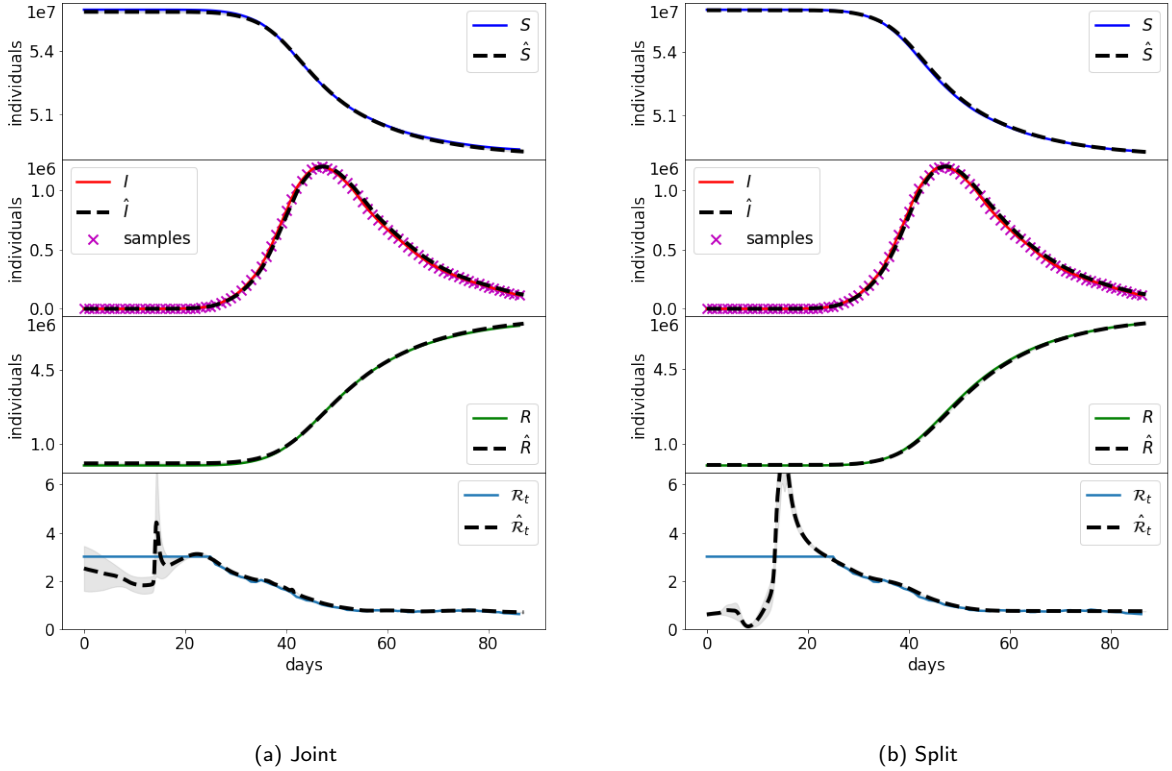 1e7
individuals
5.4
5.1
S
Ŝ
1e6
individuals
1.0
0.5
0.0
I
Î
samples
1e6
individuals
4.5
1.0
R
R̂
6
4
2
0
ℛt
ℛ̂t
0 20 40 60 80
days
(a) Joint
1e7
individuals
5.4
5.1
S
Ŝ
1e6
individuals
1.0
0.5
0.0
I
Î
samples
1e6
individuals
4.5
1.0
R
R̂
6
4
2
0
ℛt
ℛ̂t
0 20 40 60 80
days
(b) Split